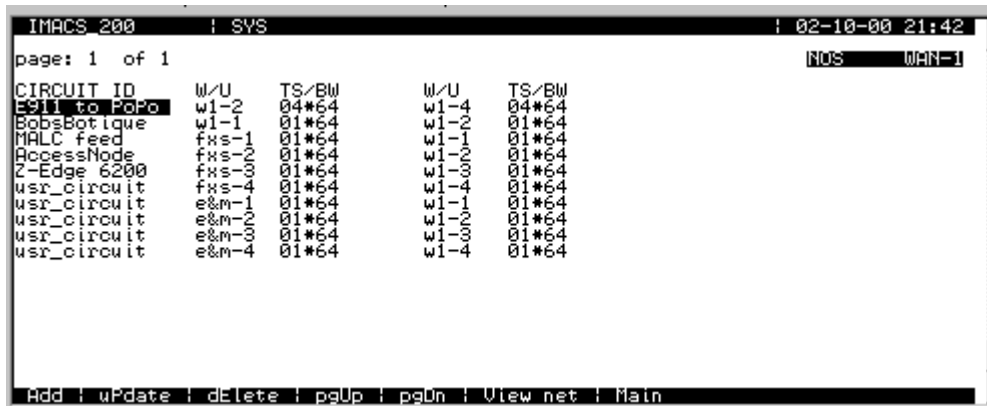 IMACS_200 | SYS | 02-10-00 21:42
page: 1 of 1 NOS WAN-1
CIRCUIT ID W/U TS/BW W/U TS/BW
E911 to PoPo w1-2 04*64 w1-4 04*64
BobsBotique w1-1 01*64 w1-2 01*64
MALC feed fxs-1 01*64 w1-1 01*64
AccessNode fxs-2 01*64 w1-2 01*64
Z-Edge 6200 fxs-3 01*64 w1-3 01*64
usr_circuit fxs-4 01*64 w1-4 01*64
usr_circuit e&m-1 01*64 w1-1 01*64
usr_circuit e&m-2 01*64 w1-2 01*64
usr_circuit e&m-3 01*64 w1-3 01*64
usr_circuit e&m-4 01*64 w1-4 01*64
Add | uPdate | dElete | pgUp | pgDn | View net | Main